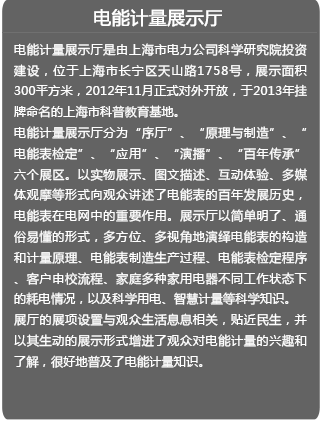 电能计量展示厅
电能计量展示厅是由上海市电力公司科学研究院投资
建设，位于上海市长宁区天山路1758号，展示面积
300平方米，2012年11月正式对外开放，于2013年挂
牌命名的上海市科普教育基地。
电能计量展示厅分为“序厅”、“原理与制造”、“
电能表检定”、“应用”、“演播”、“百年传承”
六个展区。以实物展示、图文描述、互动体验、多媒
体观摩等形式向观众讲述了电能表的百年发展历史，
电能表在电网中的重要作用。展示厅以简单明了、通
俗易懂的形式，多方位、多视角地演绎电能表的构造
和计量原理、电能表制造生产过程、电能表检定程序
、客户申校流程、家庭多种家用电器不同工作状态下
的耗电情况，以及科学用电、智慧计量等科学知识。
展厅的展项设置与观众生活息息相关，贴近民生，并
以其生动的展示形式增进了观众对电能计量的兴趣和
了解，很好地普及了电能计量知识。